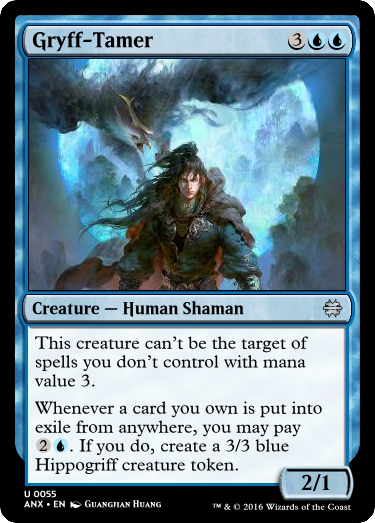 Gryff-Tamer 3
Creature — Human Shaman
This creature can't be the target of
spells you don't control with mana
value 3.
Whenever a card you own is put into
exile from anywhere, you may pay
2. If you do, create a 3/3 blue
Hippogriff creature token.
2/1
U 0055
ANX • EN Guanghan Huang
™ & © 2016 Wizards of the Coast